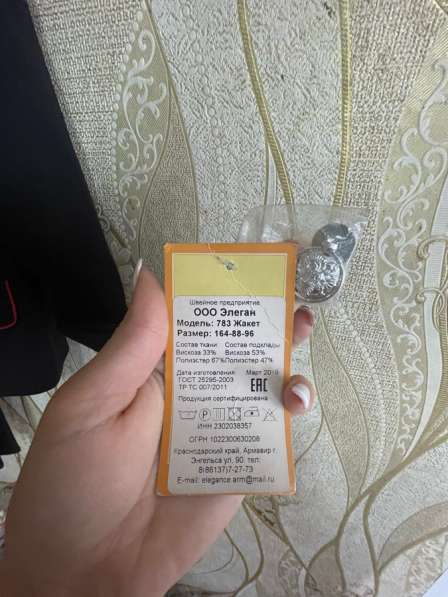 Швейное предприятие
ООО Элеган
Модель: 783 Жакет
Размер: 164-88-96
Состав ткани Состав подклады
Вискоза 33% Вискоза 53%
Полиэстер 67% Полиэстер 47%
Дата изготовления: Март 2019
ГОСТ 25295-2003
ТР ТС 007/2011 ЕАС
Продукция сертифицирована
ИНН 2302038357
ОГРН 1022300630208
Краснодарский край, Армавир г.
Энгельса ул, 90. тел:
8(86137)7-27-73
E-mail: elegance.arm@mail.ru